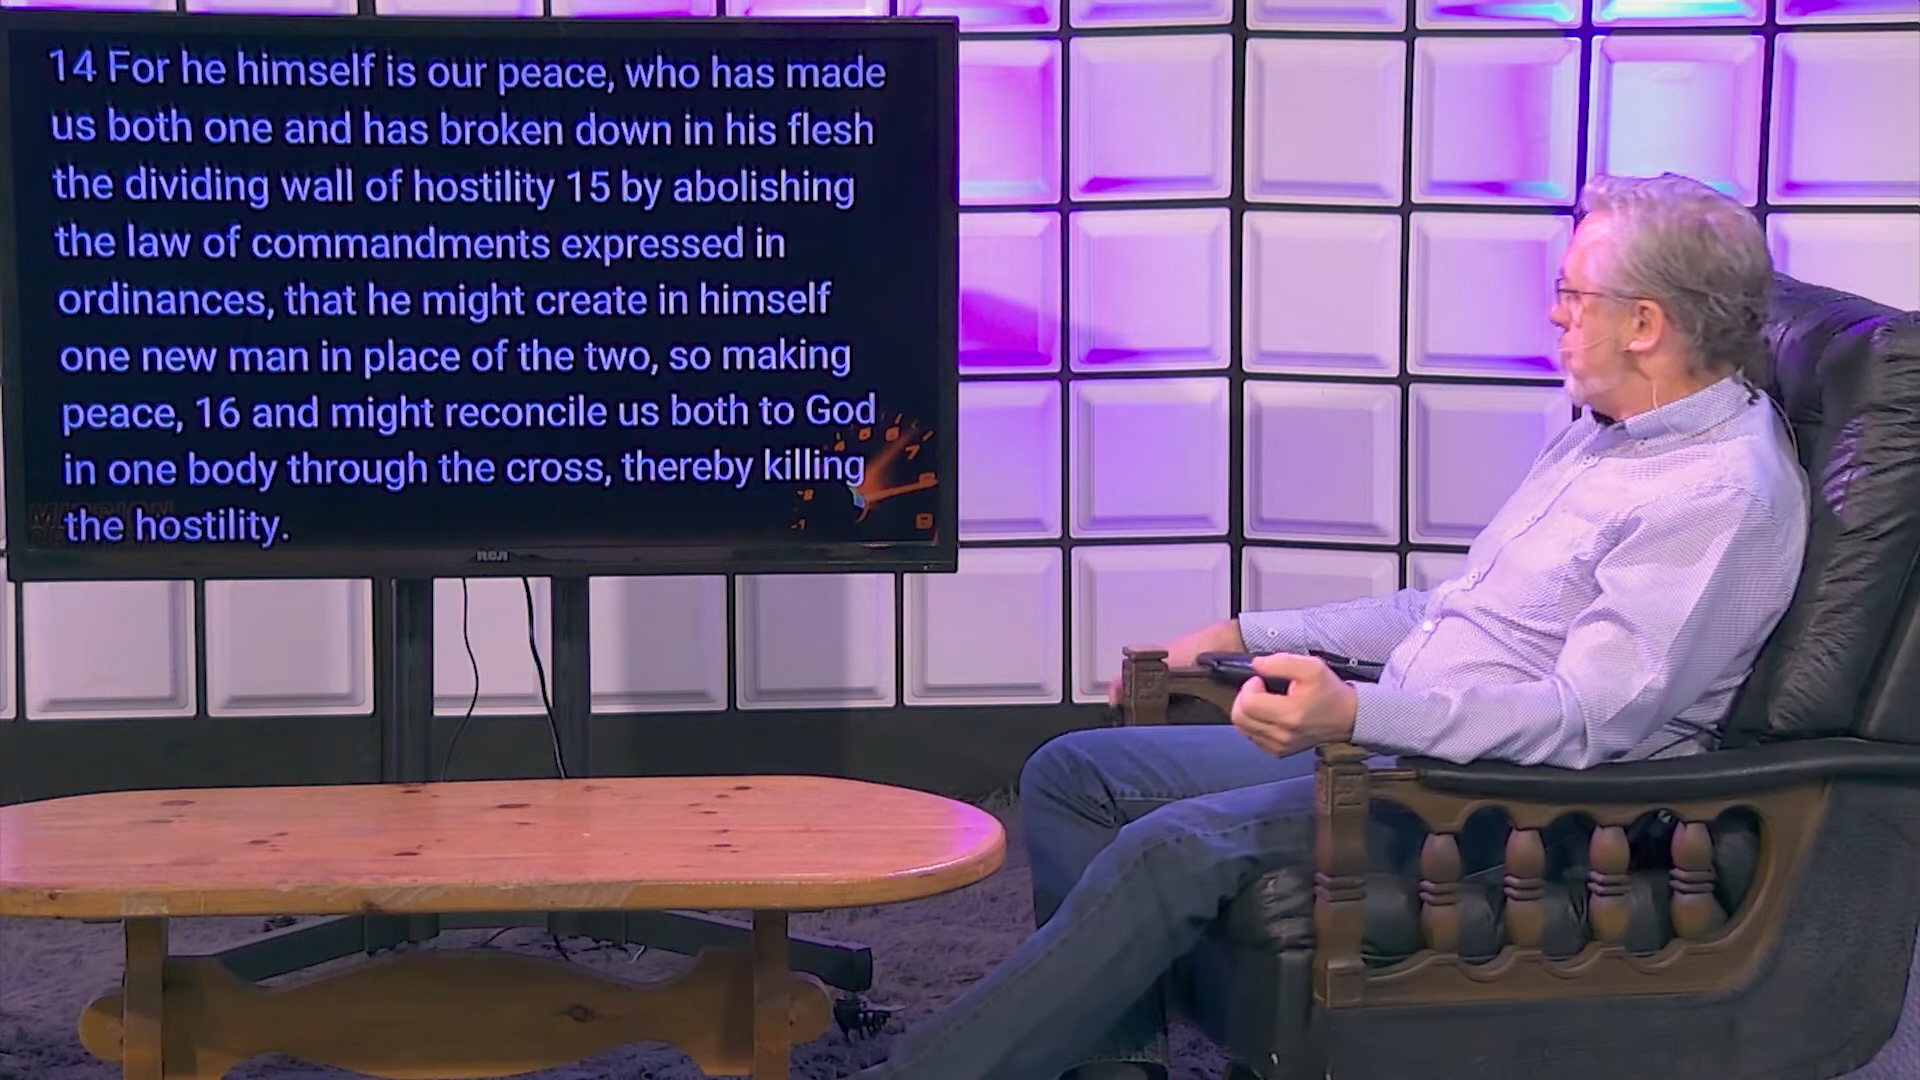 14 For he himself is our peace, who has made
us both one and has broken down in his flesh
the dividing wall of hostility 15 by abolishing
the law of commandments expressed in
ordinances, that he might create in himself
one new man in place of the two, so making
peace, 16 and might reconcile us both to God
in one body through the cross, thereby killing
the hostility.
7
RCA